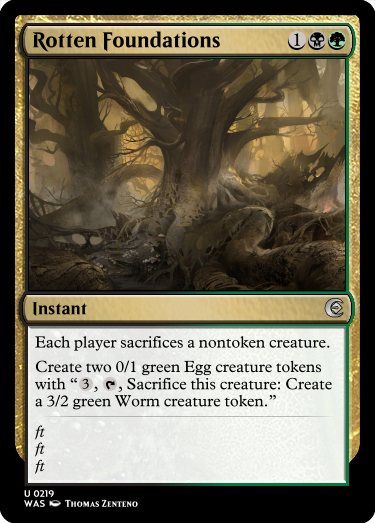 Rotten Foundations 1
Instant
Each player sacrifices a nontoken creature.
Create two 0/1 green Egg creature tokens
with “ 3 , , Sacrifice this creature: Create
a 3/2 green Worm creature token.”
ft
ft
ft
U 0219
WAS Thomas Zenteno